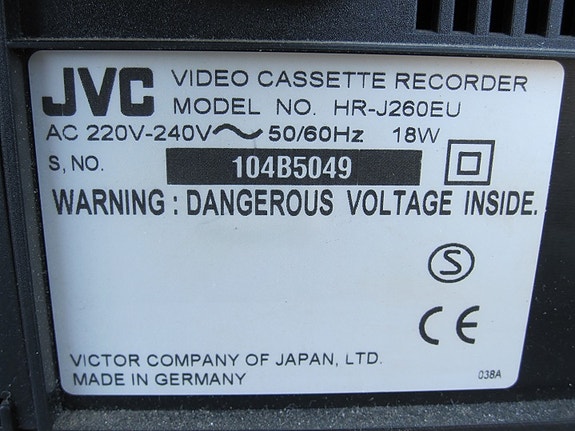 JVC VIDEO CASSETTE RECORDER
MODEL NO. HR-J260EU
AC 220V-240V~ 50/60Hz 18W
S, NO. 104B5049
WARNING : DANGEROUS VOLTAGE INSIDE.
S
CE
VICTOR COMPANY OF JAPAN, LTD.
MADE IN GERMANY 038A